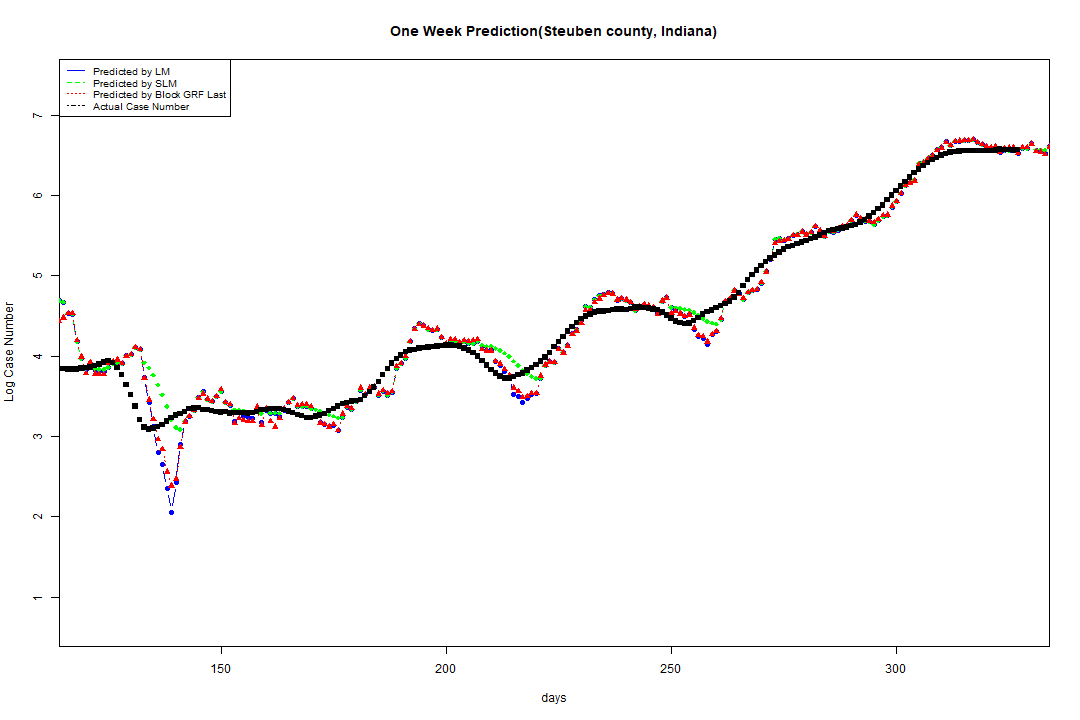 One Week Prediction(Steuben county, Indiana)
Predicted by LM
Predicted by SLM
Predicted by Block GRF Last
Actual Case Number
7
6
5
4
3
2
1
Log Case Number
150 200 250 300
days